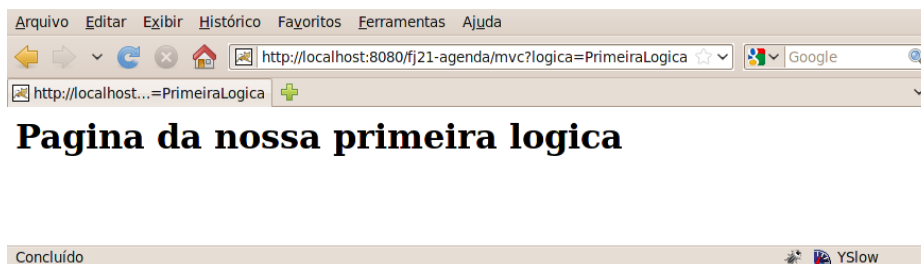 Arquivo Editar Exibir Histórico Favoritos Ferramentas Ajuda
http://localhost:8080/fj21-agenda/mvc?logica=PrimeiraLogica Google
http://localhost...=PrimeiraLogica
Pagina da nossa primeira logica
Concluído YSlow